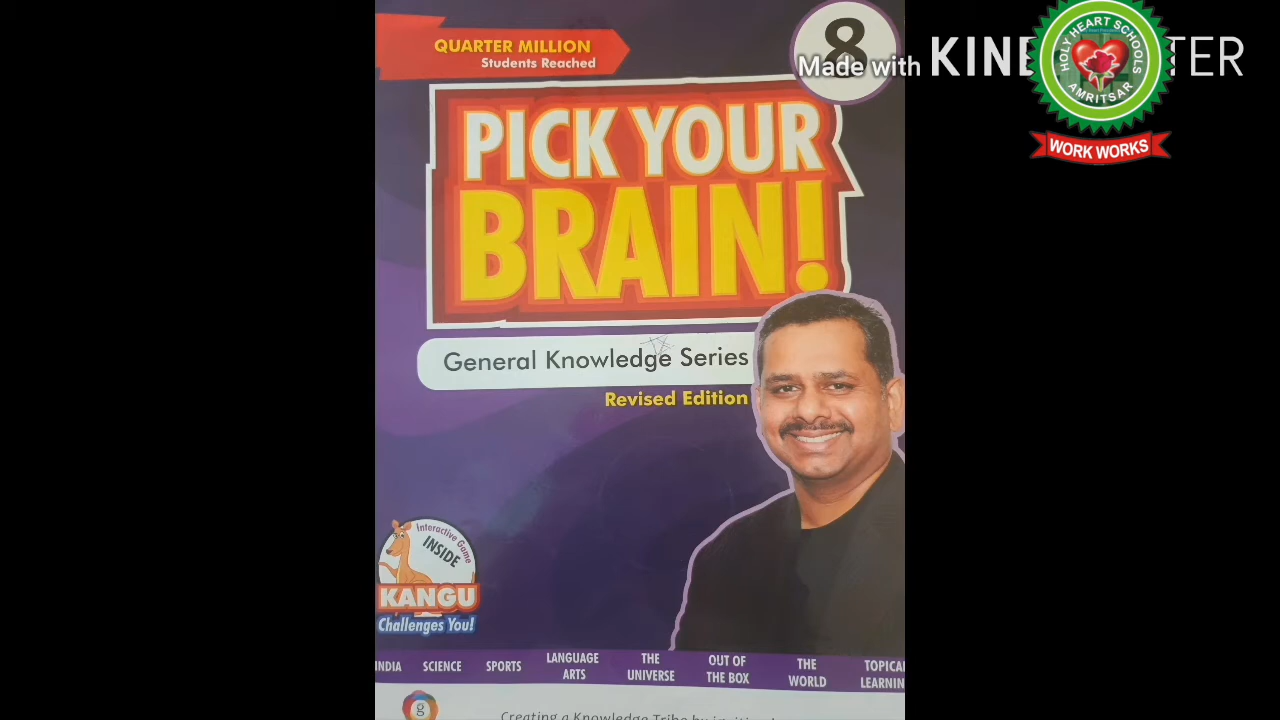 QUARTER MILLION
Students Reached
8
Made with KINE TER
HOLY HEART SCHOOLS
AMRITSAR
WORK WORKS
PICK YOUR
BRAIN!
General Knowledge Series
Revised Edition
Interactive Game
INSIDE
KANGU
Challenges You!
INDIA SCIENCE SPORTS LANGUAGE ARTS THE UNIVERSE OUT OF THE BOX THE WORLD TOPICAL LEARNIN
g
Creating a Knowledge Tribe by